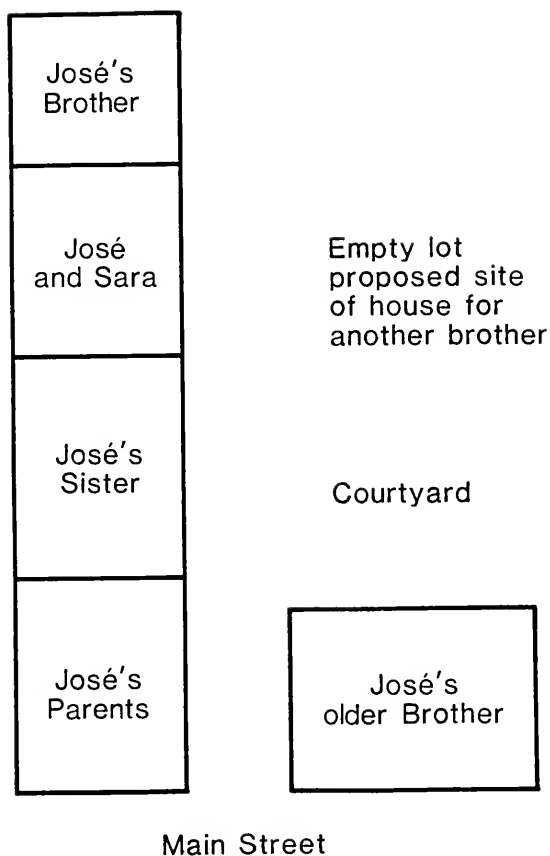 José's
Brother
José
and Sara
Empty lot
proposed site
of house for
another brother
José's
Sister
Courtyard
José's
Parents
José's
older Brother
Main Street